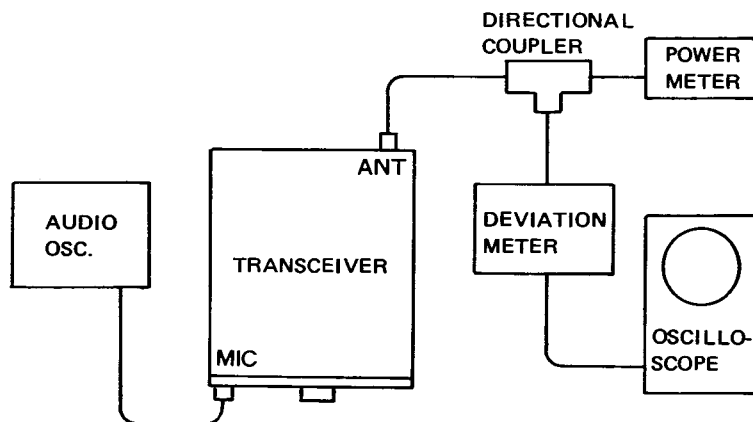 DIRECTIONAL
COUPLER
POWER
METER
ANT
AUDIO
OSC.
TRANSCEIVER
DEVIATION
METER
MIC
OSCILLO-
SCOPE